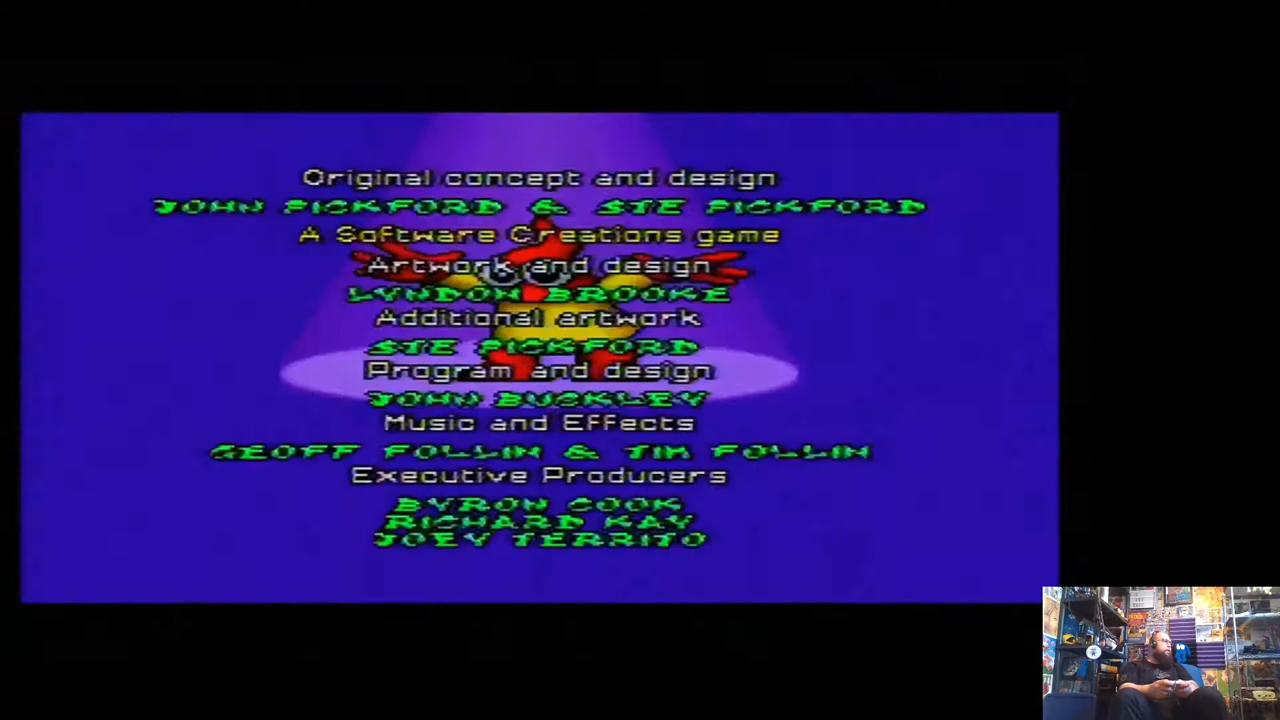 Original concept and design
JOHN PICKFORD & STE PICKFORD
A Software Creations game
Artwork and design
LYNDON BROOKE
Additional artwork
STE PICKFORD
Program and design
JOHN BUCKLEY
Music and Effects
GEOFF FOLLIN & TIM FOLLIN
Executive Producers
BYRON COOK
RICHARD KAY
JOEY TERRITO